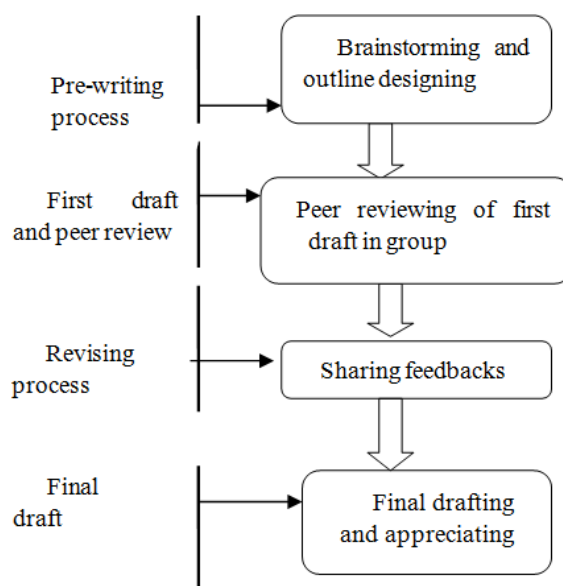 Brainstorming and
outline designing
Pre-writing
process
First draft
and peer review
Peer reviewing of first
draft in group
Revising
process
Sharing feedbacks
Final
draft
Final drafting
and appreciating